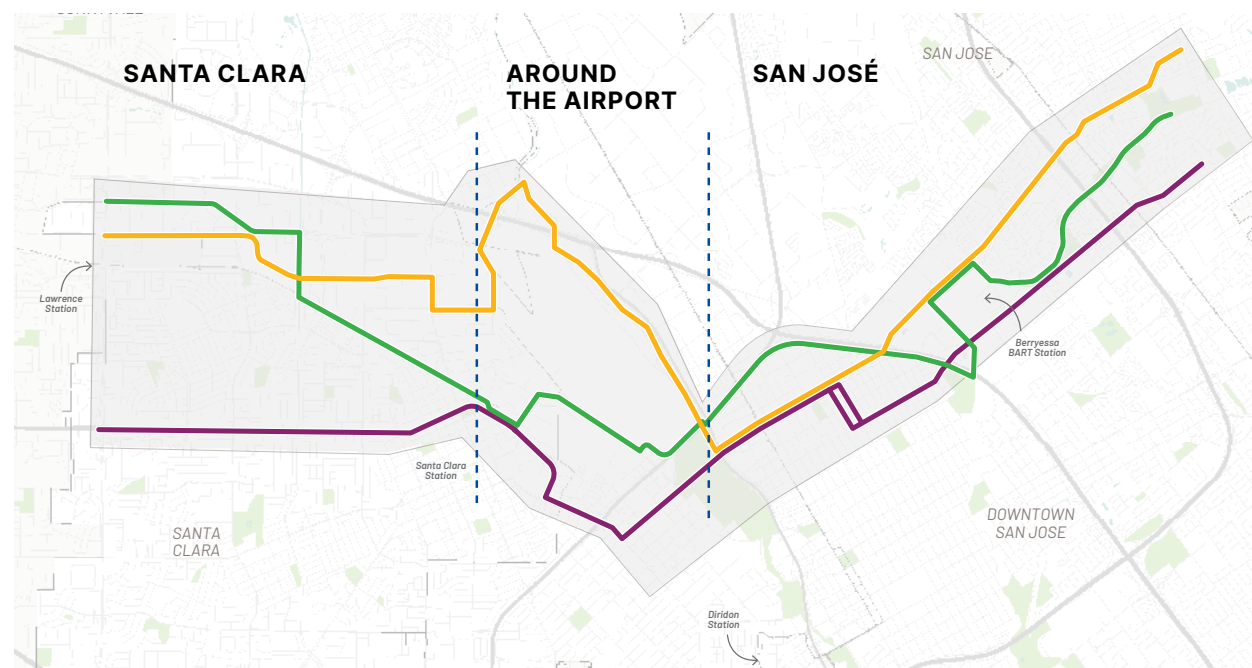 SANTA CLARA
AROUND
THE AIRPORT
SAN JOSÉ
SAN JOSE
Lawrence
Station
Berryessa
BART Station
Santa Clara
Station
SANTA
CLARA
DOWNTOWN
SAN JOSE
Diridon
Station